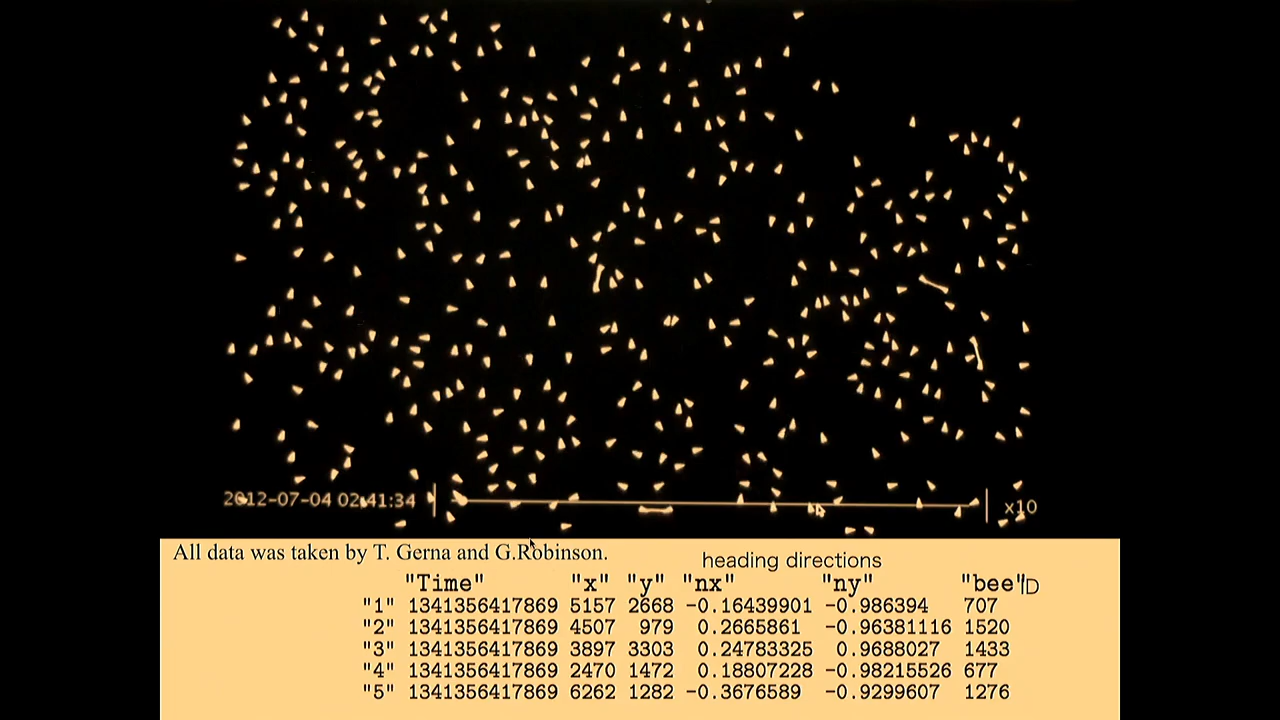 2012-07-04 02:41:34
x10
All data was taken by T. Gerna and G.Robinson.
heading directions
"Time" "x" "y" "nx" "ny" "bee"ID
"1" 1341356417869 5157 2668 -0.16439901 -0.986394 707
"2" 1341356417869 4507 979 0.2665861 -0.96381116 1520
"3" 1341356417869 3897 3303 0.24783325 0.9688027 1433
"4" 1341356417869 2470 1472 0.18807228 -0.98215526 677
"5" 1341356417869 6262 1282 -0.3676589 -0.9299607 1276